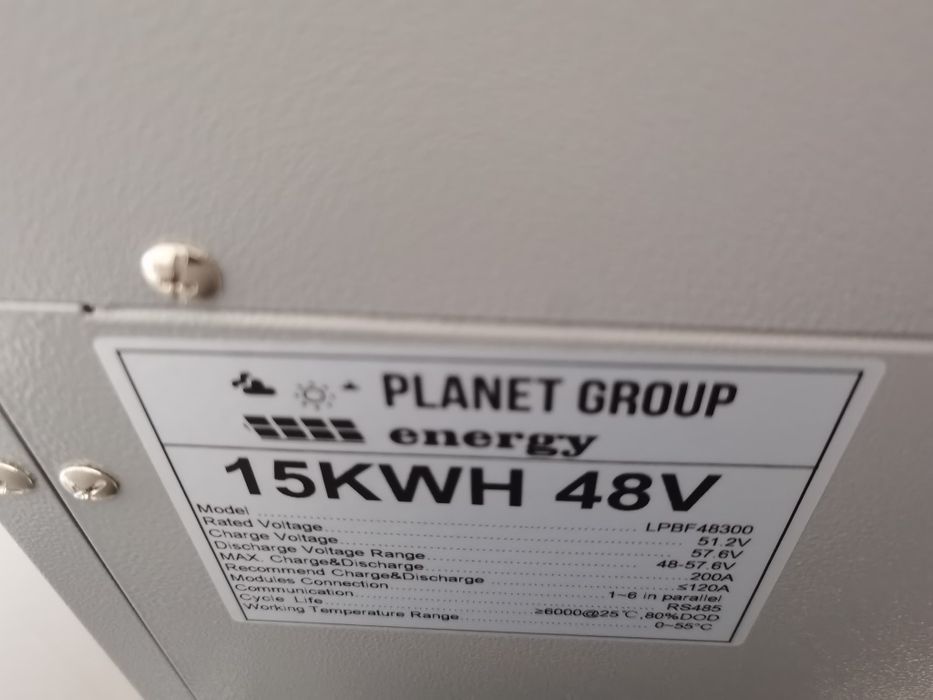 PLANET GROUP
energy
15KWH 48V
Model LPBF48300
Rated Voltage 51.2V
Charge Voltage 57.6V
Discharge Voltage Range 48-57.6V
MAX. Charge&Discharge 200A
Recommend Charge&Discharge ≤120A
Modules Connection 1~6 in parallel
Communication RS485
Cycle Life ≥6000@25℃,80%DOD
Working Temperature Range 0~55℃